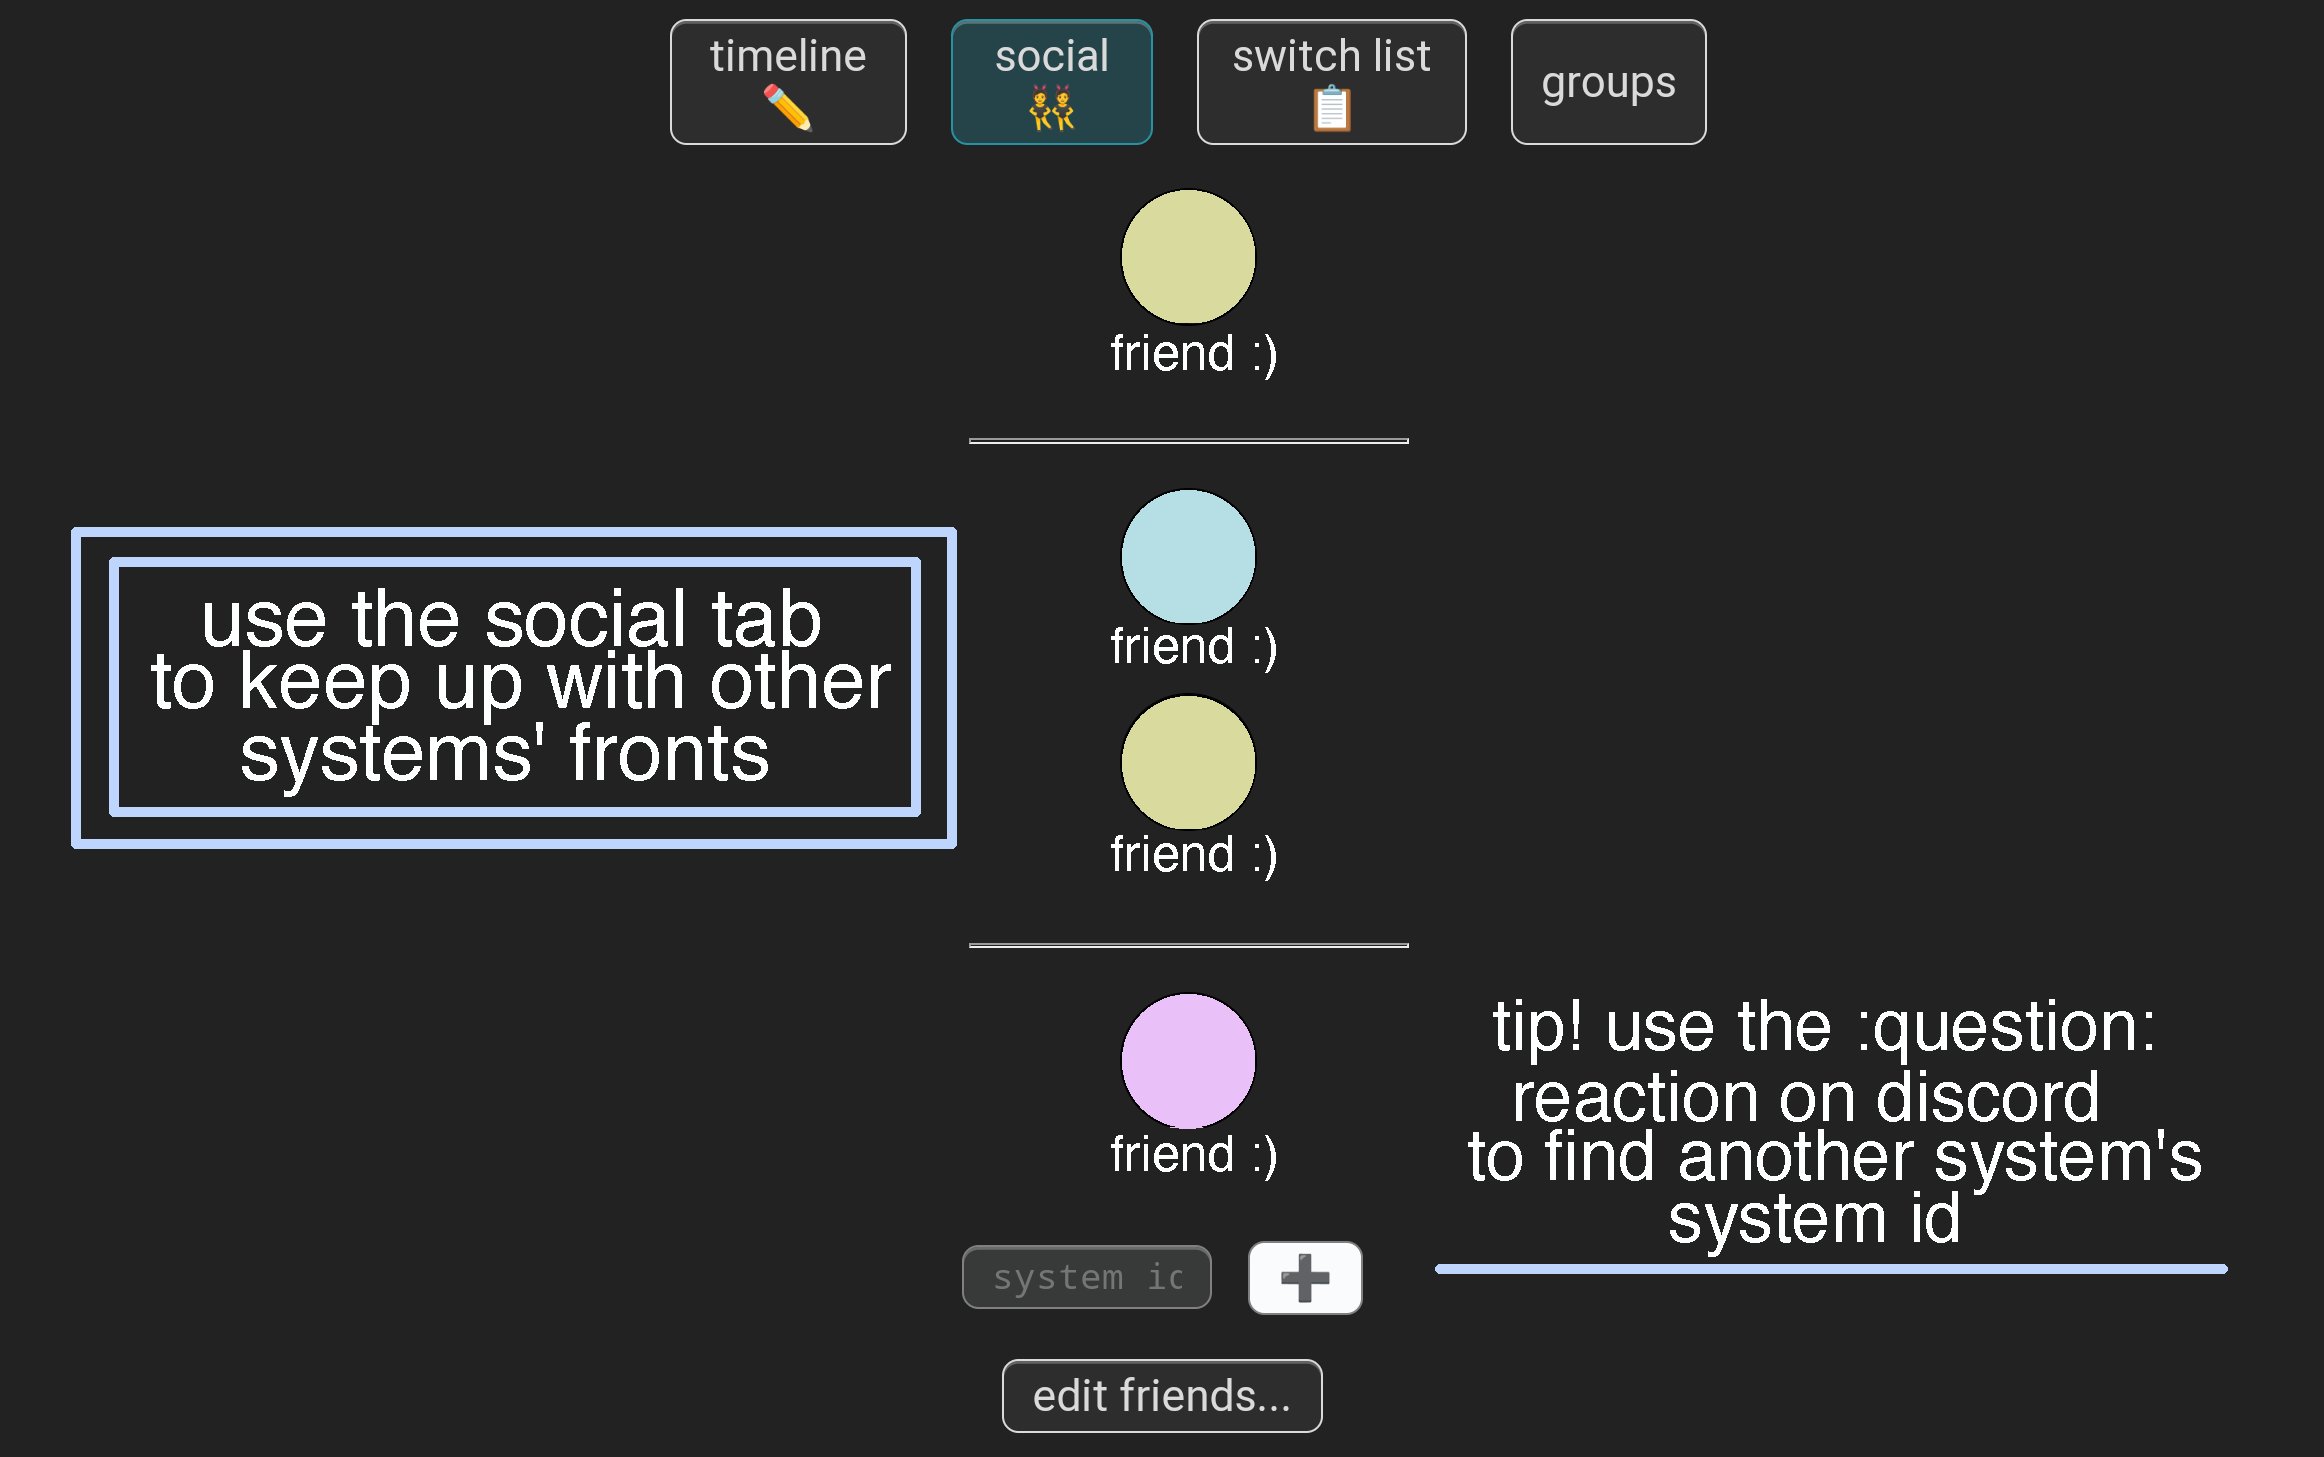 timeline
social
switch list
groups
friend :)
use the social tab
to keep up with other
systems' fronts
friend :)
friend :)
friend :)
tip! use the :question:
reaction on discord
to find another system's
system id
system ic
edit friends...